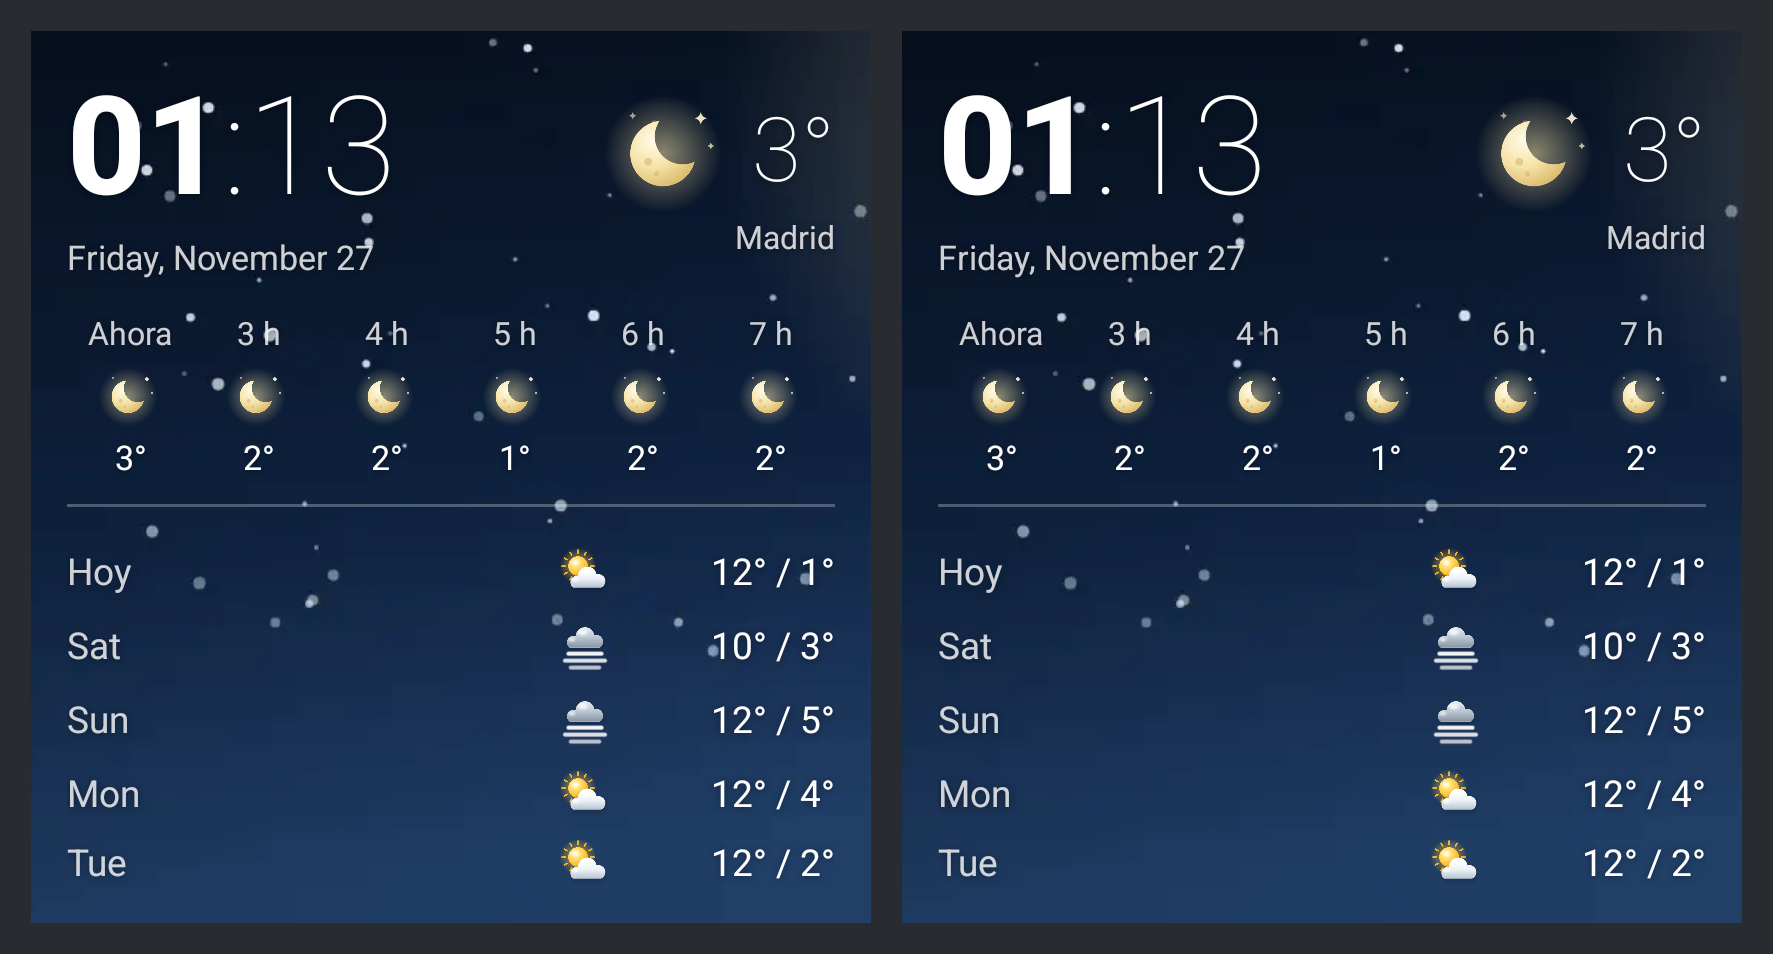 01:13
3°
Madrid
Friday, November 27
Ahora 3 h 4 h 5 h 6 h 7 h
3° 2° 2° 1° 2° 2°
Hoy 12° / 1°
Sat 10° / 3°
Sun 12° / 5°
Mon 12° / 4°
Tue 12° / 2°
01:13
3°
Madrid
Friday, November 27
Ahora 3 h 4 h 5 h 6 h 7 h
3° 2° 2° 1° 2° 2°
Hoy 12° / 1°
Sat 10° / 3°
Sun 12° / 5°
Mon 12° / 4°
Tue 12° / 2°